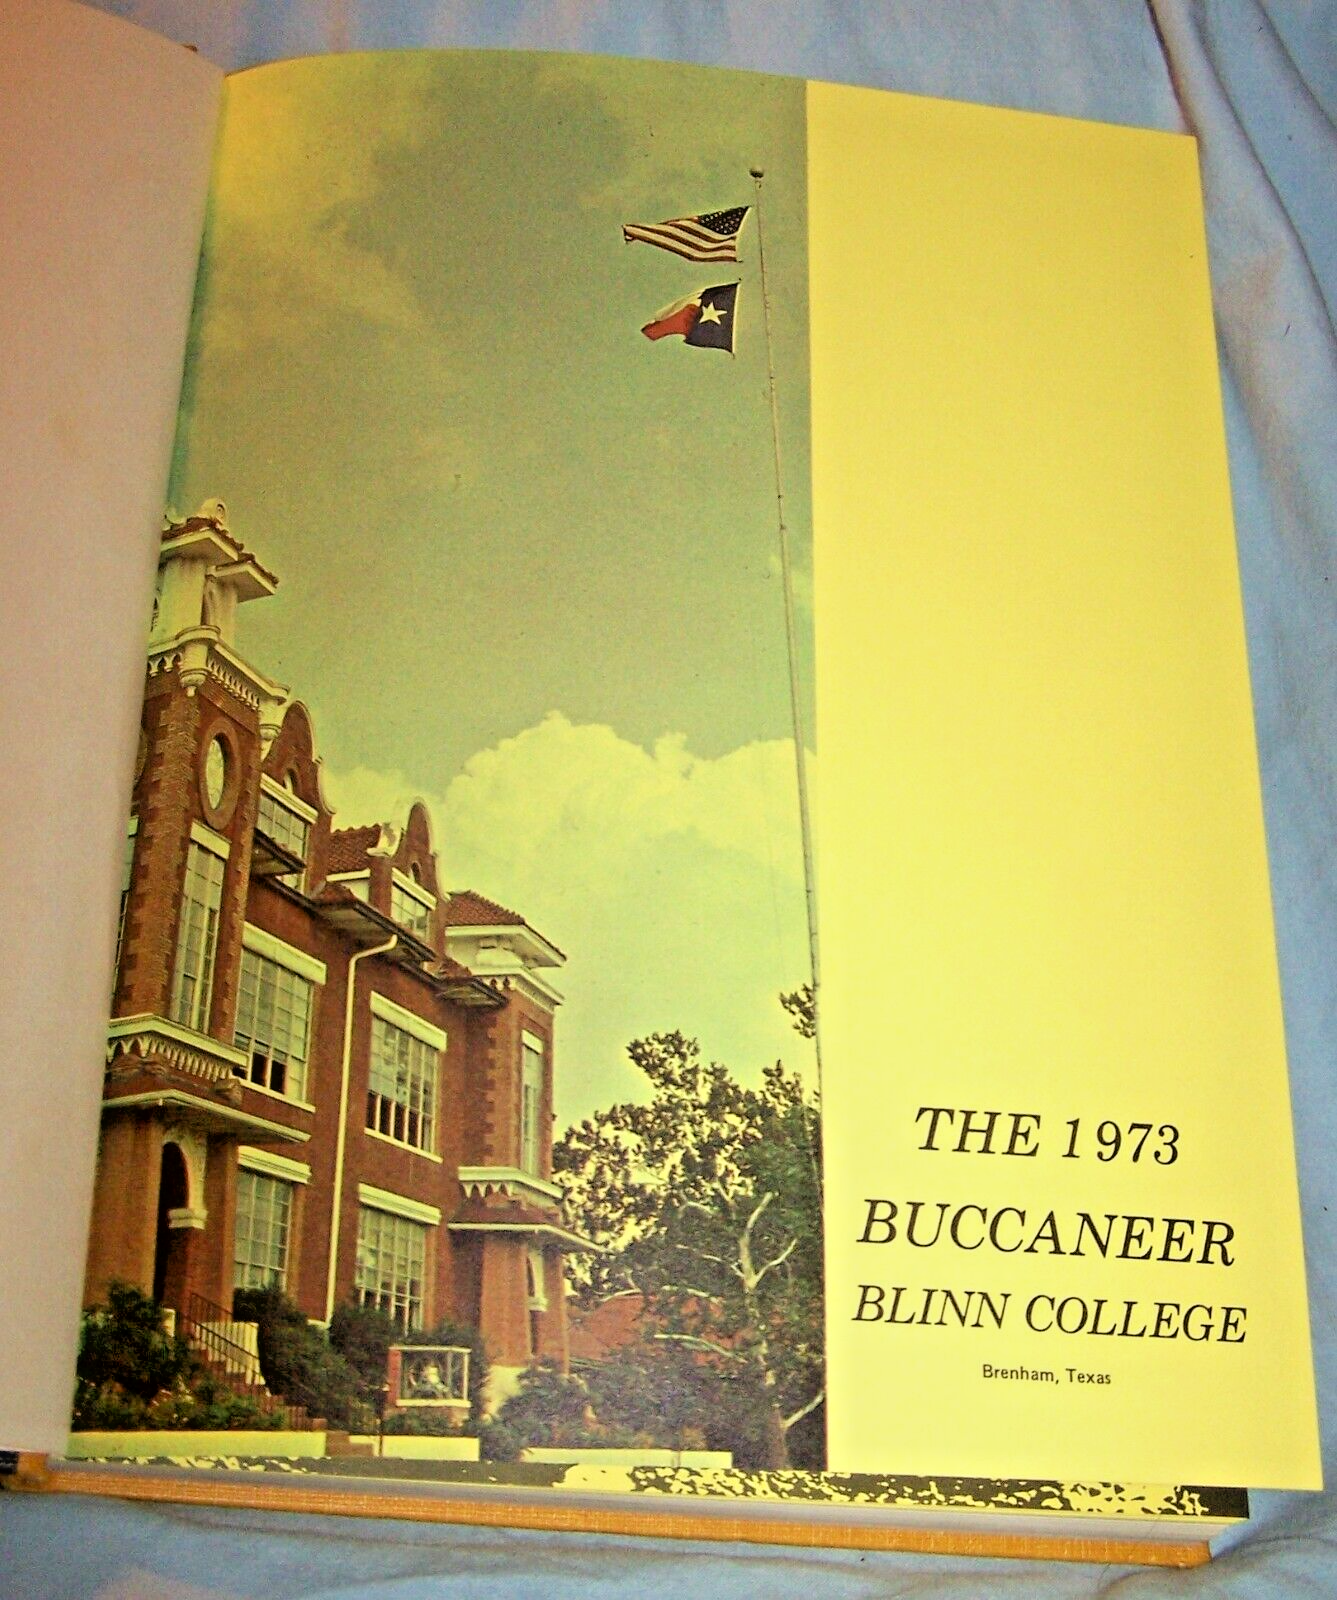 THE 1973
BUCCANEER
BLINN COLLEGE
Brenham, Texas